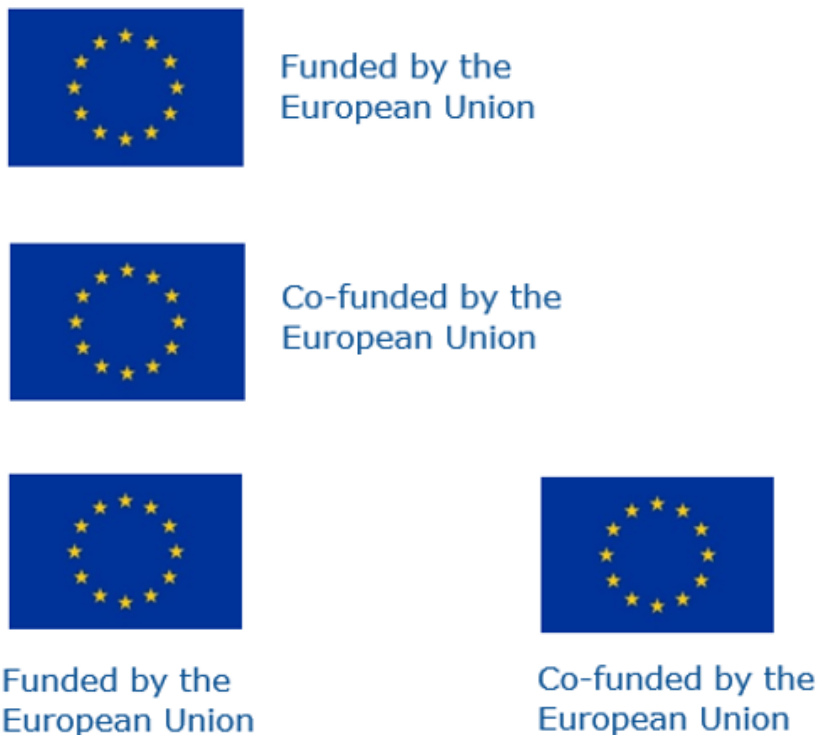 Funded by the
European Union
Co-funded by the
European Union
Funded by the
European Union
Co-funded by the
European Union